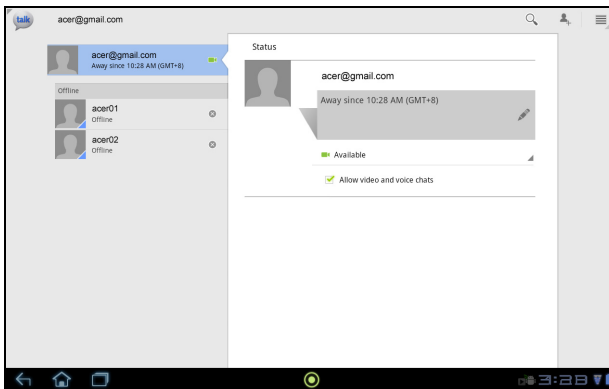 talk
acer@gmail.com
acer@gmail.com
Away since 10:28 AM (GMT+8)
Offline
acer01
Offline
acer02
Offline
Status
acer@gmail.com
Away since 10:28 AM (GMT+8)
Available
Allow video and voice chats
3:28